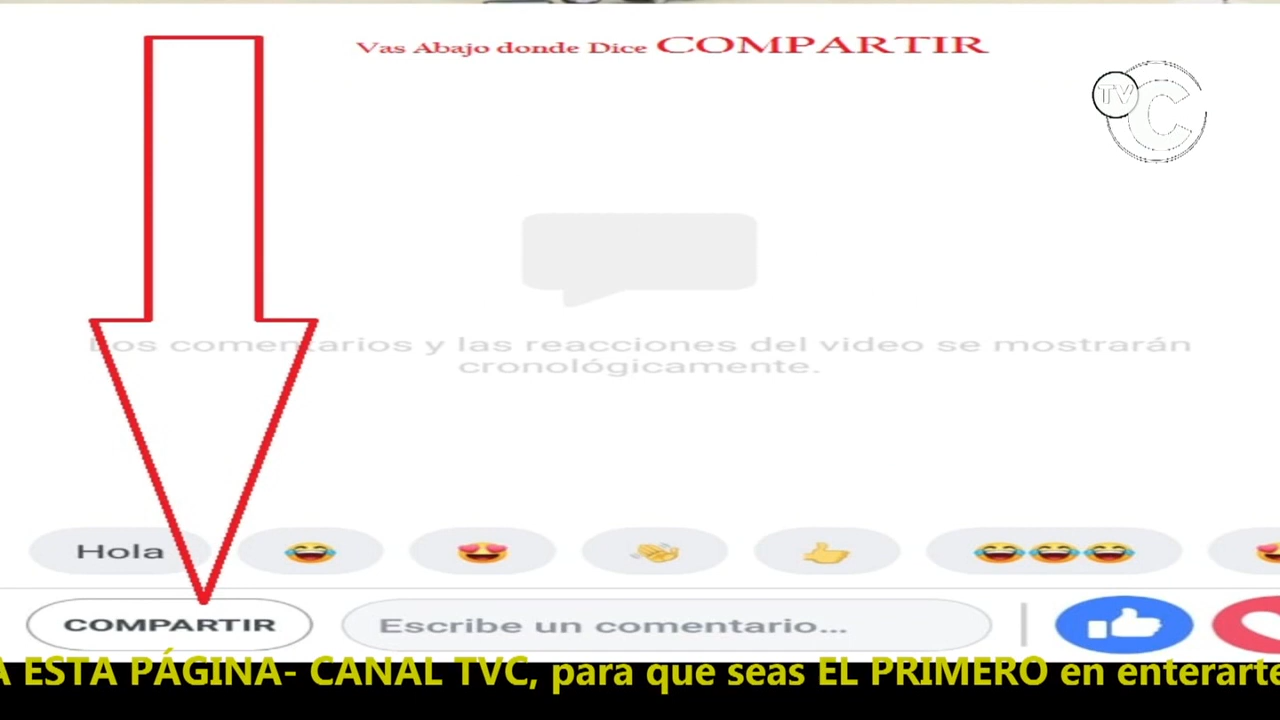 Vas Abajo donde Dice COMPARTIR
TV C
Los comentarios y las reacciones del video se mostrarán
cronológicamente.
Hola
COMPARTIR
Escribe un comentario...
A ESTA PÁGINA- CANAL TVC, para que seas EL PRIMERO en enterarte